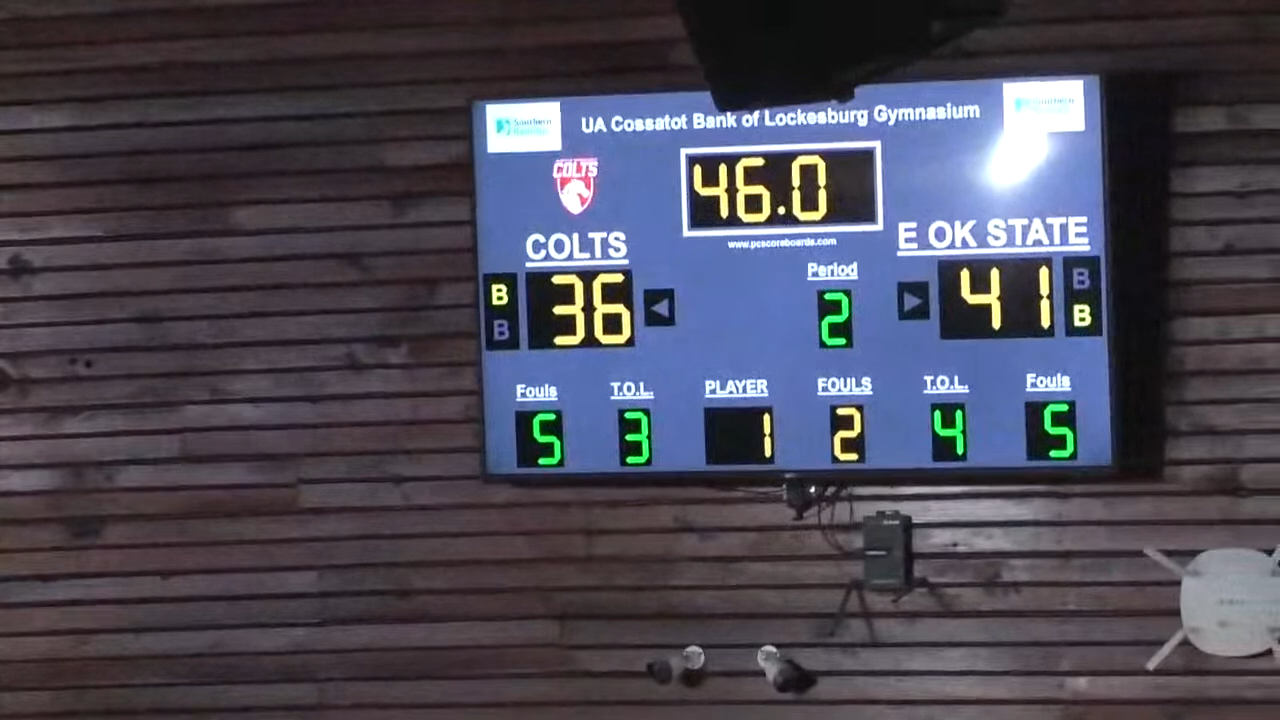 Southern
UA Cossatot Bank of Lockesburg Gymnasium
COLTS
46.0
www.pcscoreboards.com
COLTS
E OK STATE
Period
B
B
36
2
41
B
B
Fouls
T.O.L.
PLAYER
FOULS
T.O.L.
Fouls
5
3
1
2
4
5